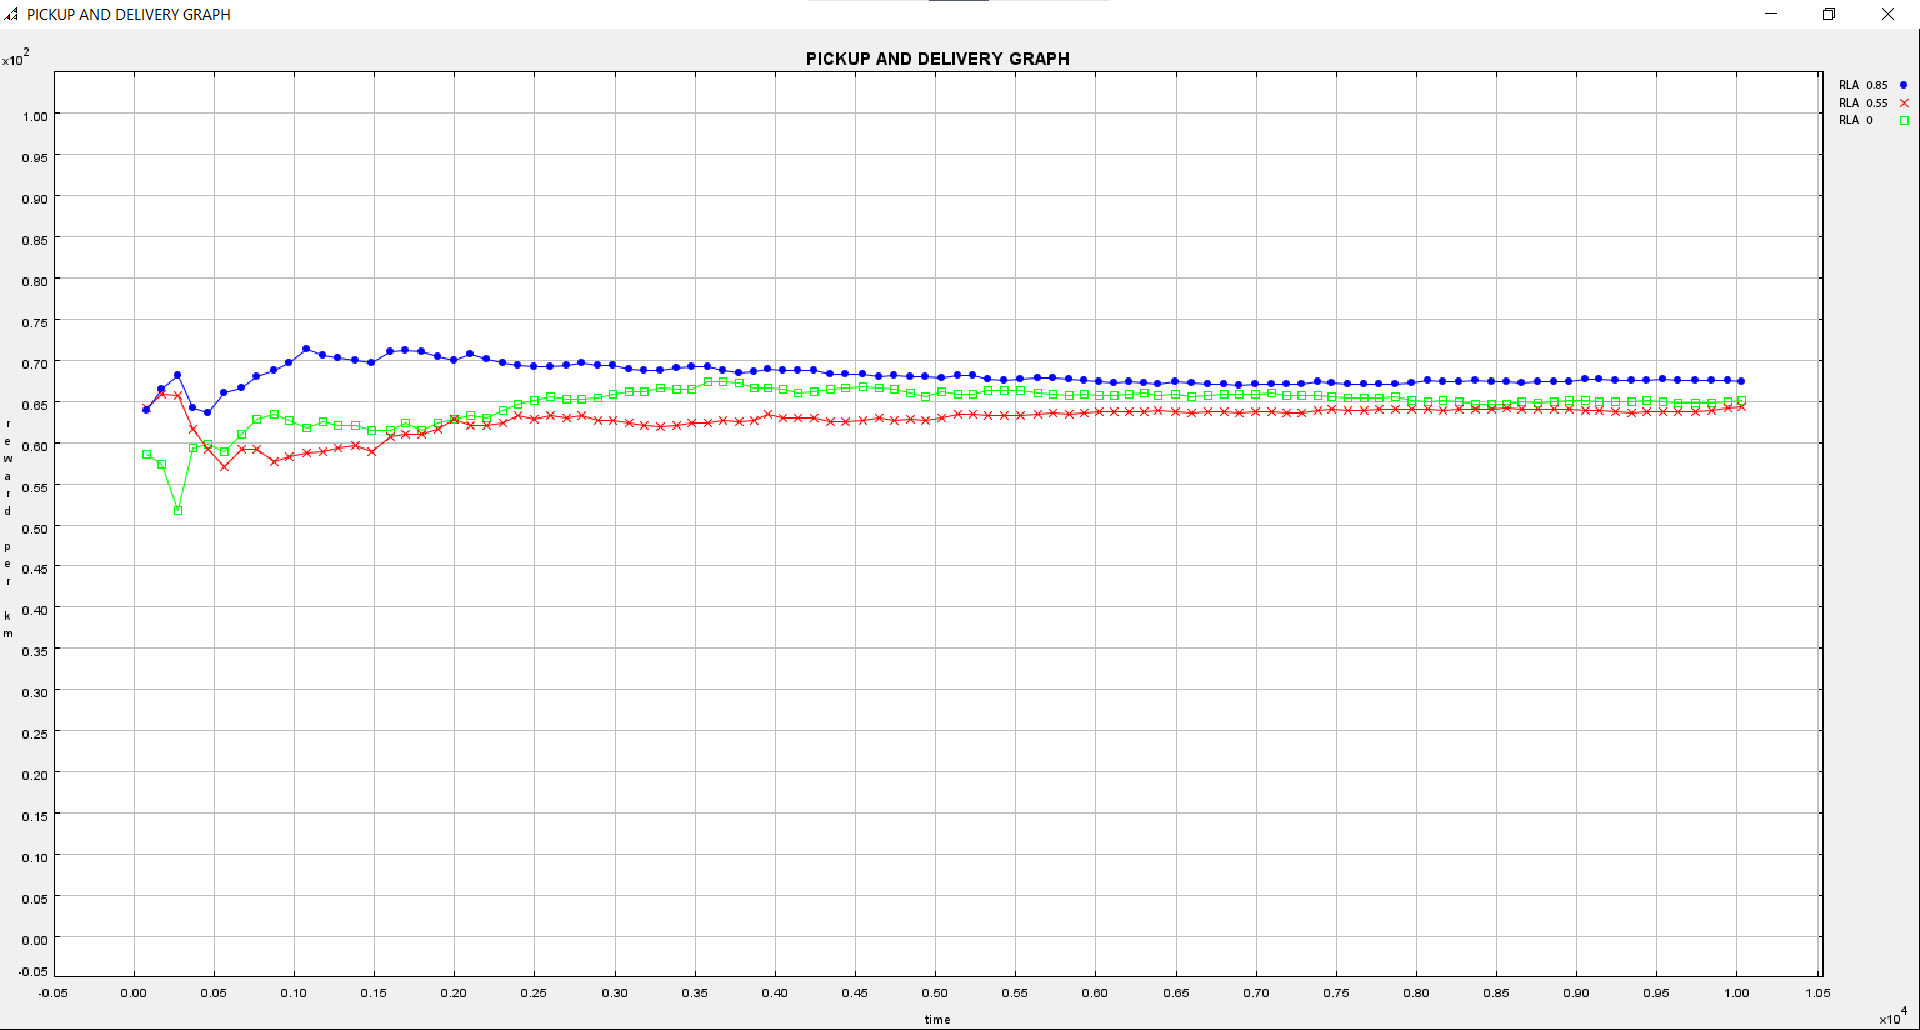 PICKUP AND DELIVERY GRAPH
x10^2
PICKUP AND DELIVERY GRAPH
RLA 0.85
RLA 0.55
RLA 0
1.00
0.95
0.90
0.85
0.80
0.75
0.70
0.65
0.60
0.55
0.50
0.45
0.40
0.35
0.30
0.25
0.20
0.15
0.10
0.05
0.00
-0.05
reward per km
-0.05 0.00 0.05 0.10 0.15 0.20 0.25 0.30 0.35 0.40 0.45 0.50 0.55 0.60 0.65 0.70 0.75 0.80 0.85 0.90 0.95 1.00 1.05
time
x10^4